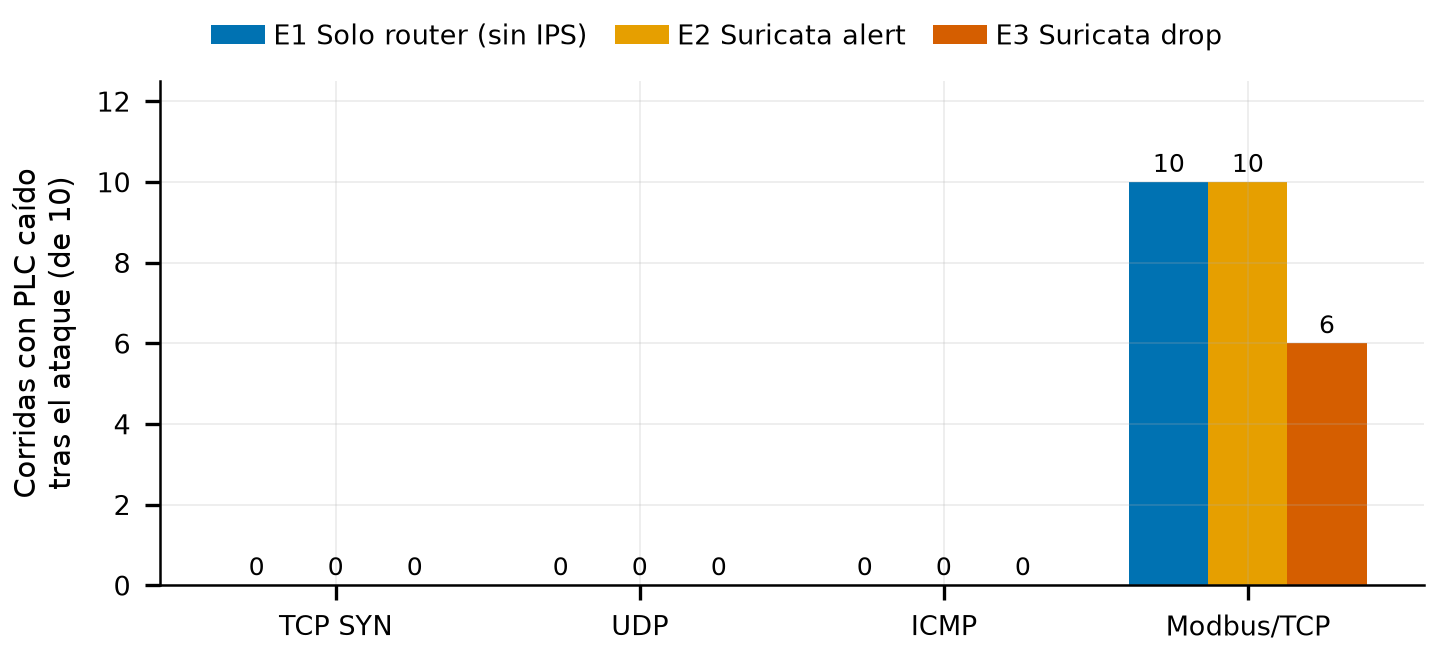 E1 Solo router (sin IPS) E2 Suricata alert E3 Suricata drop
Corridas con PLC caído
tras el ataque (de 10)
12
10
8
6
4
2
0
10 10
6
0 0 0 0 0 0 0 0 0
TCP SYN UDP ICMP Modbus/TCP